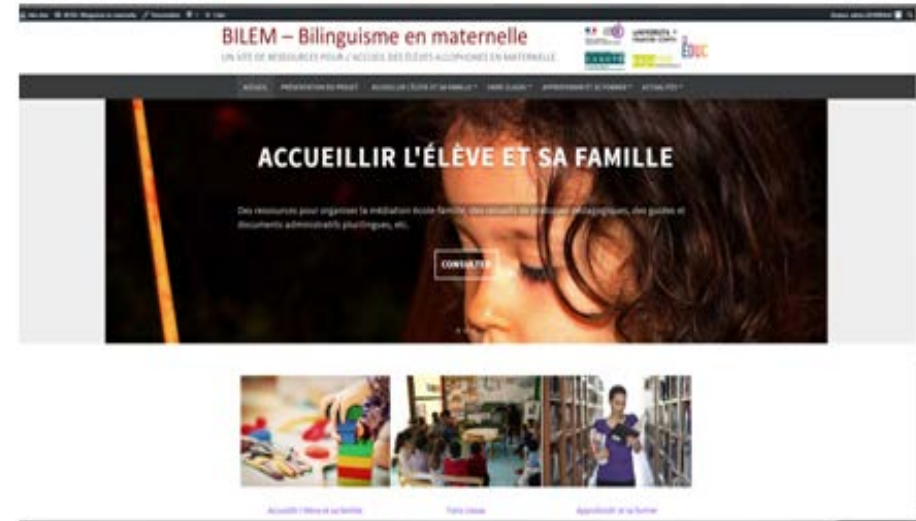 BILEM – Bilinguisme en maternelle
UN SITE DE RESSOURCES POUR L'ACCUEIL DES ÉLÈVES ALLOPHONES EN MATERNELLE
ÉDUC
ACCUEIL PRÉSENTATION DU PROJET ACCUEILLIR L'ÉLÈVE ET SA FAMILLE FAIRE CLASSE APPROFONDIR ET SE FORMER ACTUALITÉS
ACCUEILLIR L'ÉLÈVE ET SA FAMILLE
Des ressources pour organiser la médiation école-famille, des conseils de pratiques pédagogiques, des guides et
documents administratifs plurilingues, etc.
CONSULTER
Accueillir l'élève et sa famille Faire classe Approfondir et se former